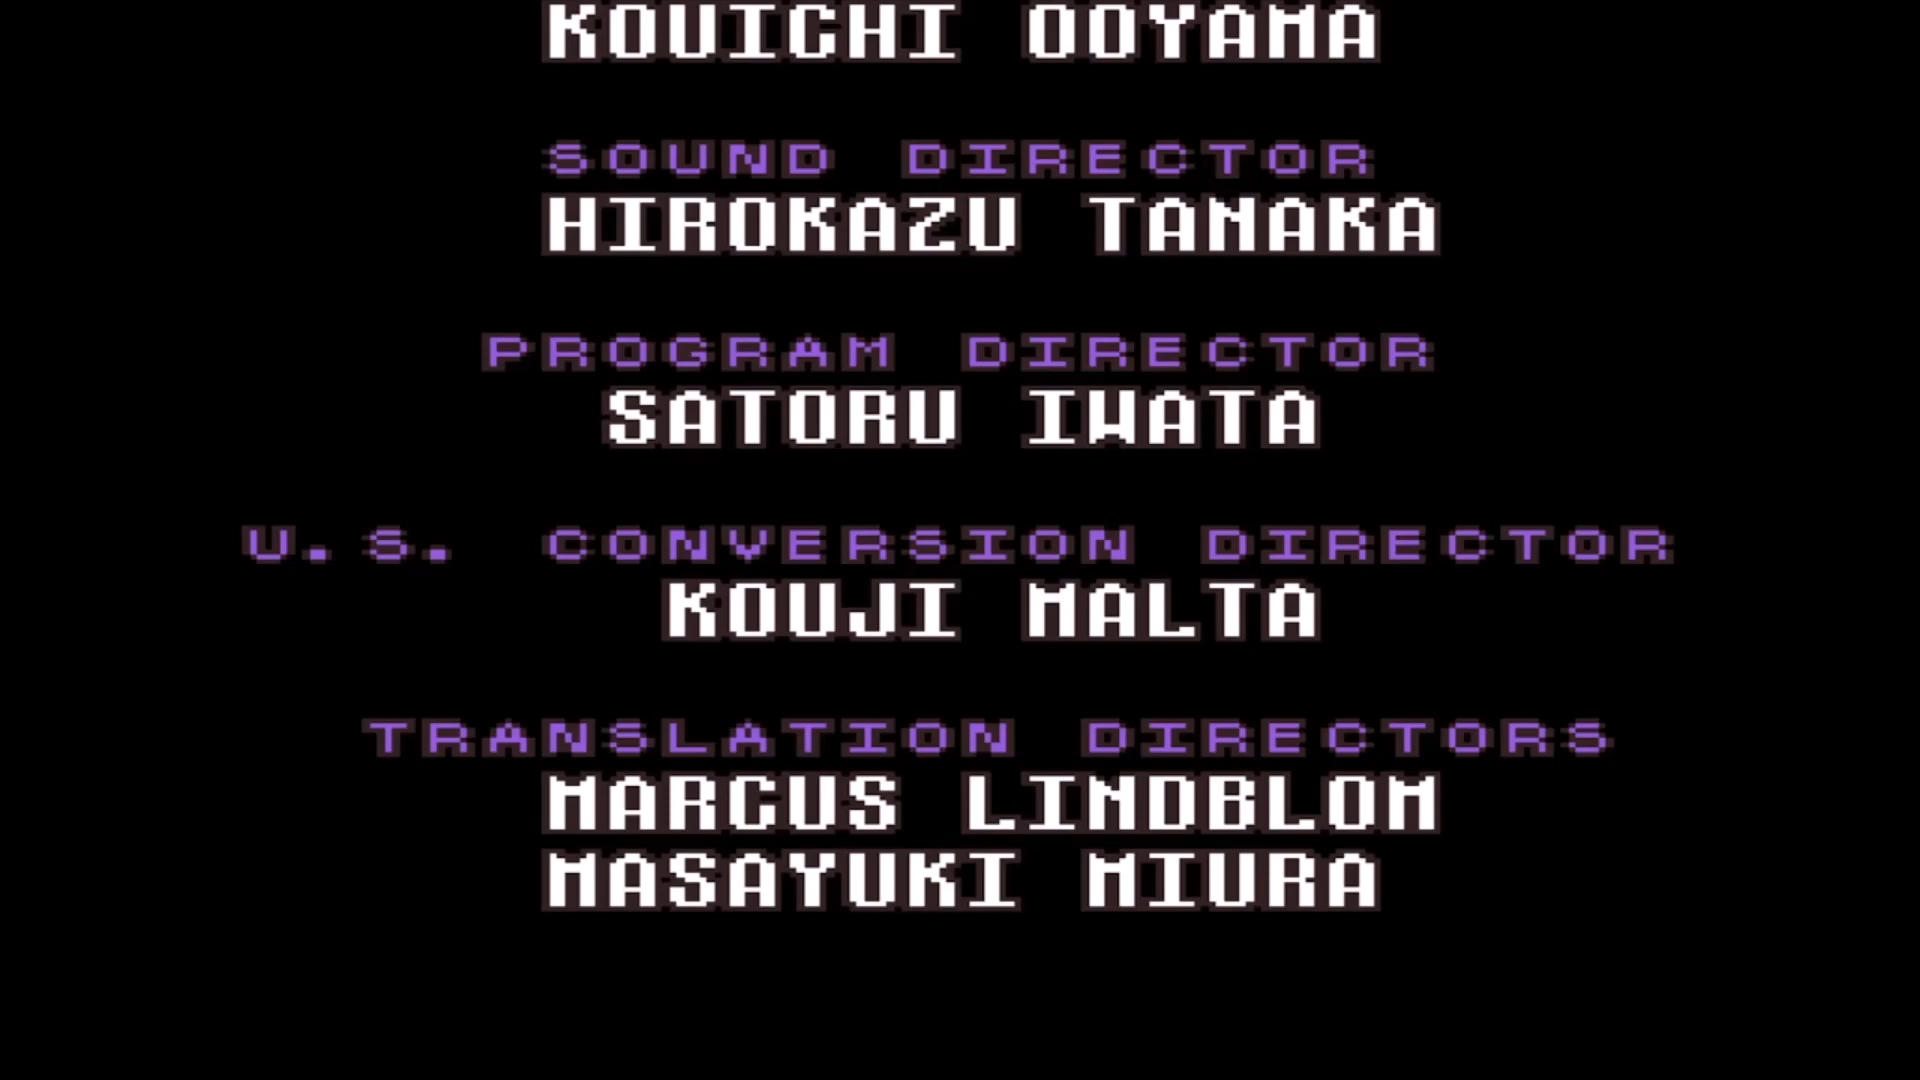 KOUICHI OOYAMA
SOUND DIRECTOR
HIROKAZU TANAKA
PROGRAM DIRECTOR
SATORU IWATA
U.S. CONVERSION DIRECTOR
KOUJI MALTA
TRANSLATION DIRECTORS
MARCUS LINDBLOM
MASAYUKI MIURA